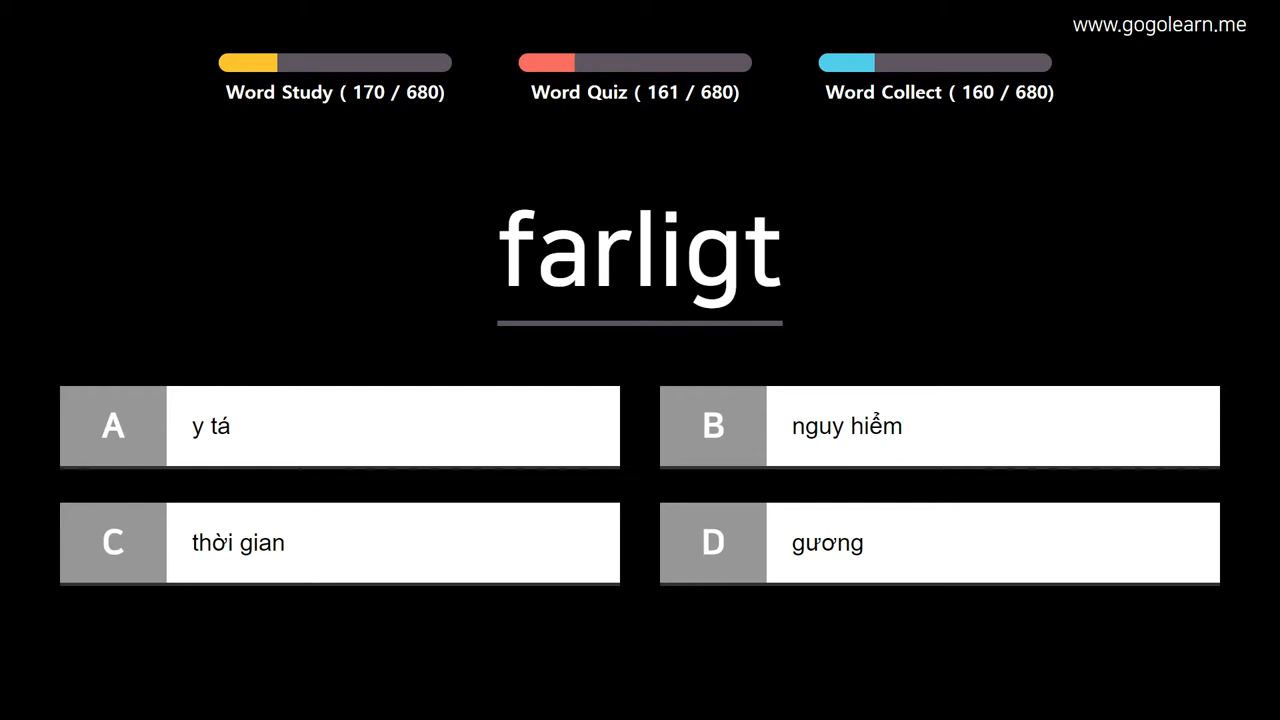 www.gogolearn.me
Word Study ( 170 / 680)
Word Quiz ( 161 / 680)
Word Collect ( 160 / 680)
farligt
A y tá
B nguy hiểm
C thời gian
D gương